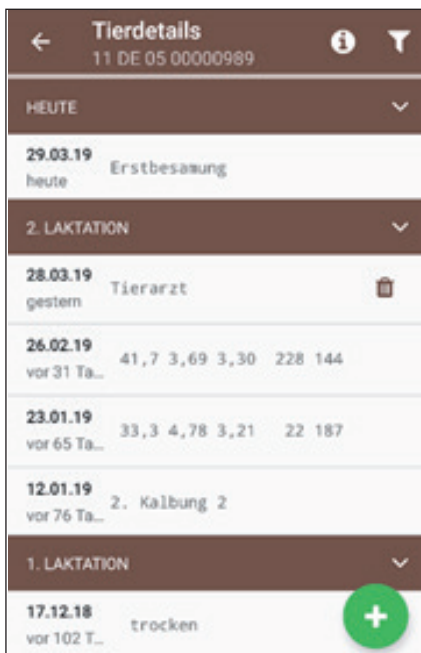 Tierdetails
11 DE 05 00000989
HEUTE
29.03.19
heute
Erstbesamung
2. LAKTATION
28.03.19
gestern
Tierarzt
26.02.19
vor 31 Ta...
41,7 3,69 3,30 228 144
23.01.19
vor 65 Ta...
33,3 4,78 3,21 22 187
12.01.19
vor 76 Ta...
2. Kalbung 2
1. LAKTATION
17.12.18
vor 102 T...
trocken